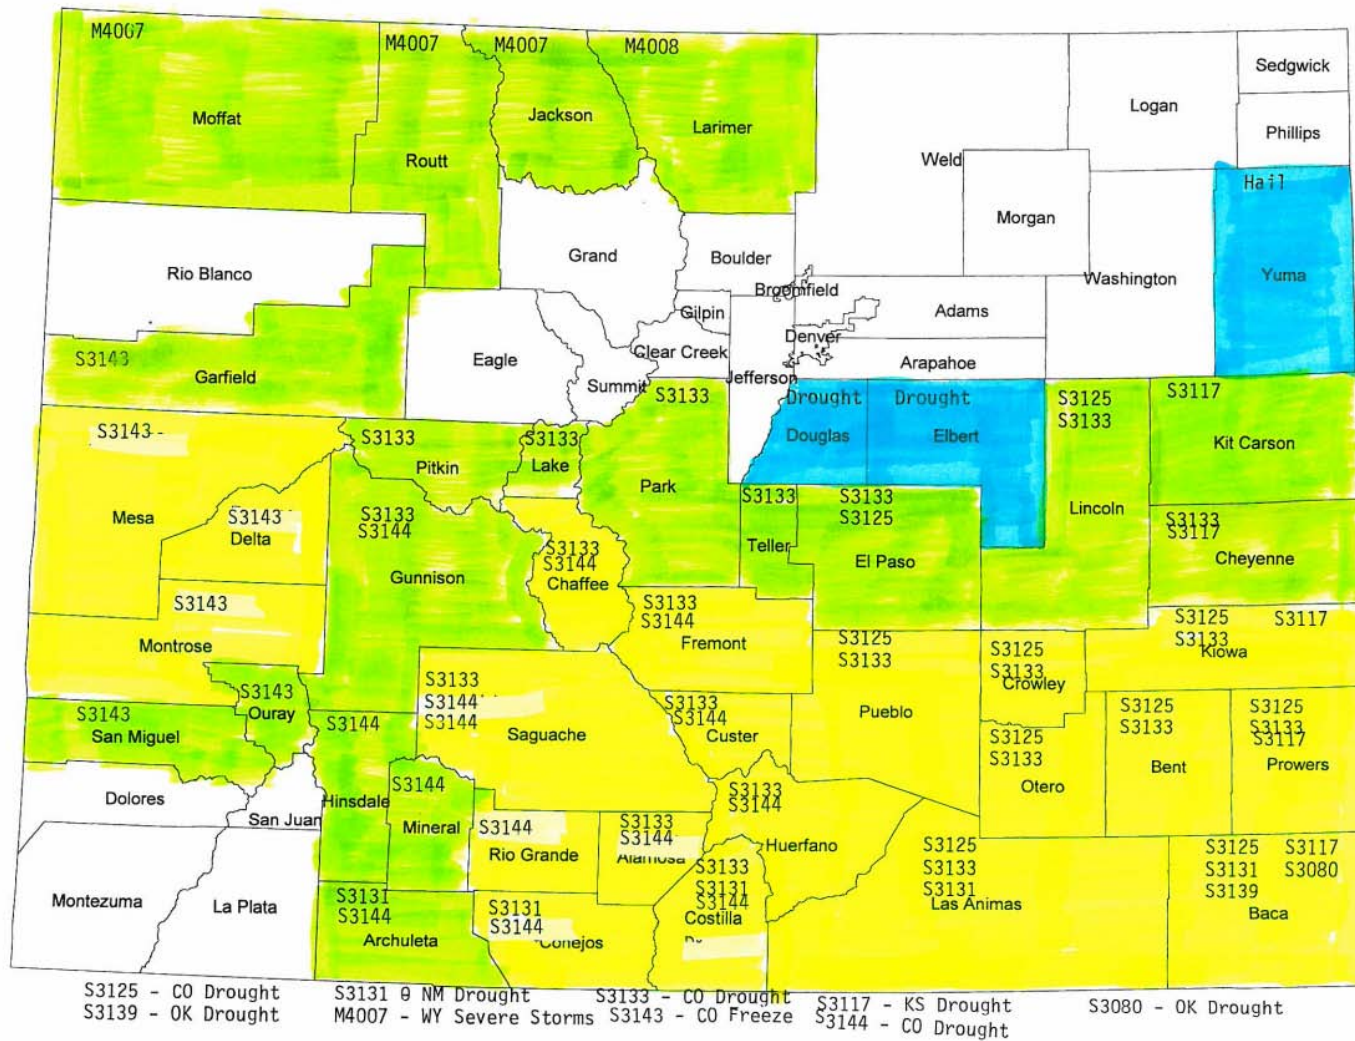 M4007
M4007
M4007
M4008
Sedgwick
Logan
Moffat
Jackson
Larimer
Phillips
Routt
Weld
Hail
Morgan
Grand
Boulder
Rio Blanco
Washington
Yuma
Broomfield
Gilpin
Adams
Denver
S3143
Eagle
Clear Creek
Arapahoe
Garfield
Summit
Jefferson
S3133
Drought
Drought
S3125
S3133
S3117
S3143
S3133
S3133
Douglas
Elbert
Kit Carson
Pitkin
Lake
Park
S3133
S3133
S3125
Lincoln
Mesa
S3143
Delta
S3133
S3144
Teller
El Paso
S3133
S3117
Cheyenne
Gunnison
S3133
S3144
Chaffee
S3143
Montrose
S3133
S3144
Fremont
S3125
S3133
S3125
S3133
Crowley
S3125
S3133
S3117
Kiowa
S3143
Ouray
S3133
S3144
S3144
Saguache
S3133
S3144
Custer
Pueblo
S3125
S3133
Otero
S3125
S3133
Bent
S3125
S3133
S3117
Prowers
S3143
San Miguel
S3144
Hinsdale
S3144
Mineral
Dolores
San Juan
S3144
Rio Grande
S3133
S3144
Alamosa
S3133
S3144
Huerfano
S3125
S3133
S3131
Las Animas
S3125
S3131
S3139
S3117
S3080
Baca
S3133
S3131
S3144
Costilla
Montezuma
La Plata
S3131
S3144
Archuleta
S3131
S3144
Conejos
S3125 - CO Drought S3131 @ NM Drought S3133 - CO Drought S3117 - KS Drought S3080 - OK Drought
S3139 - OK Drought M4007 - WY Severe Storms S3143 - CO Freeze S3144 - CO Drought